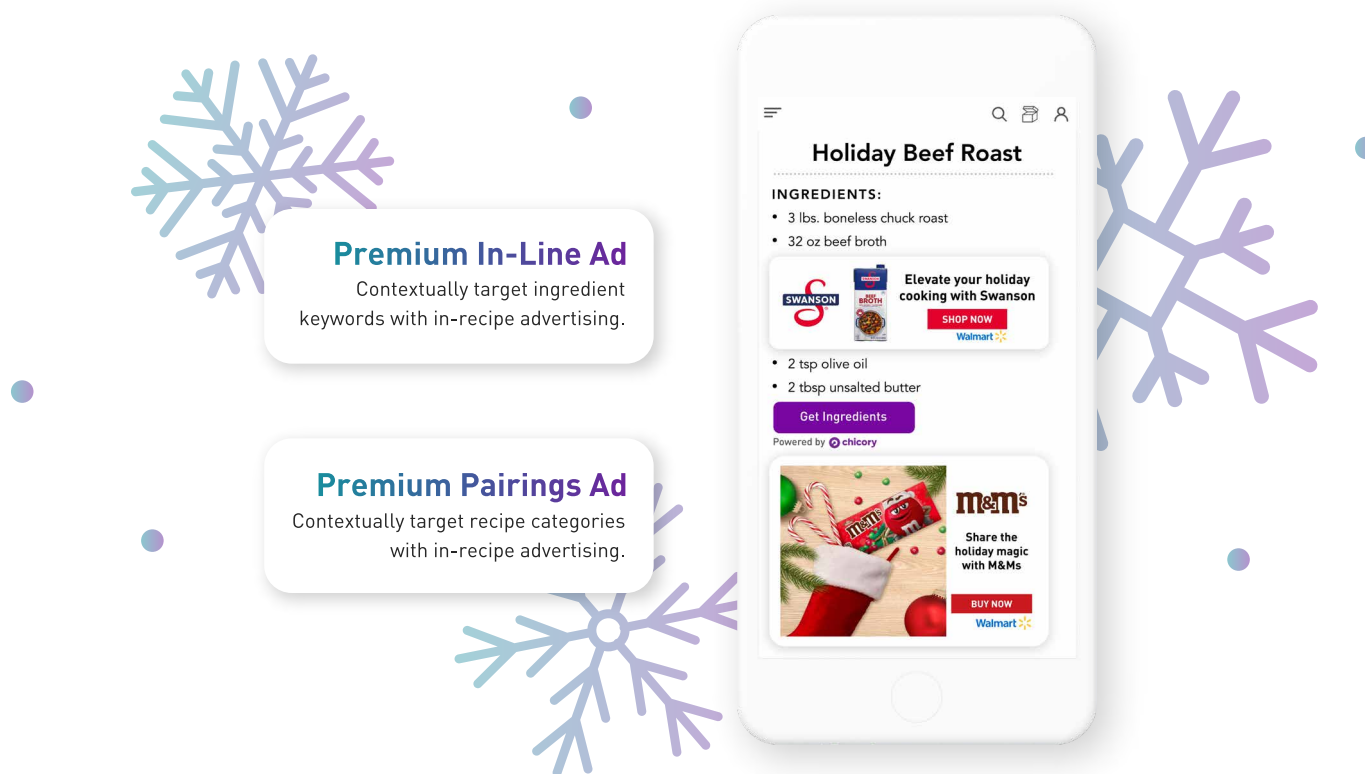 Premium In-Line Ad
Contextually target ingredient
keywords with in-recipe advertising.
Premium Pairings Ad
Contextually target recipe categories
with in-recipe advertising.
Holiday Beef Roast
INGREDIENTS:
• 3 lbs. boneless chuck roast
• 32 oz beef broth
SWANSON
SWANSON
BEEF
BROTH
Elevate your holiday
cooking with Swanson
SHOP NOW
Walmart
• 2 tsp olive oil
• 2 tbsp unsalted butter
Get Ingredients
Powered by chicory
m&m's
m&m's
Share the
holiday magic
with M&Ms
BUY NOW
Walmart